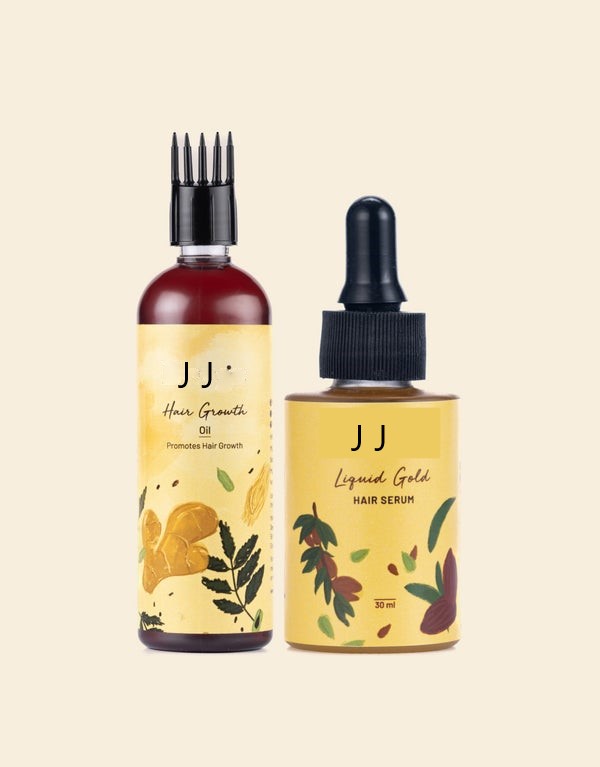 J J
Hair Growth
Oil
Promotes Hair Growth
J J
Liquid Gold
HAIR SERUM
30 ml